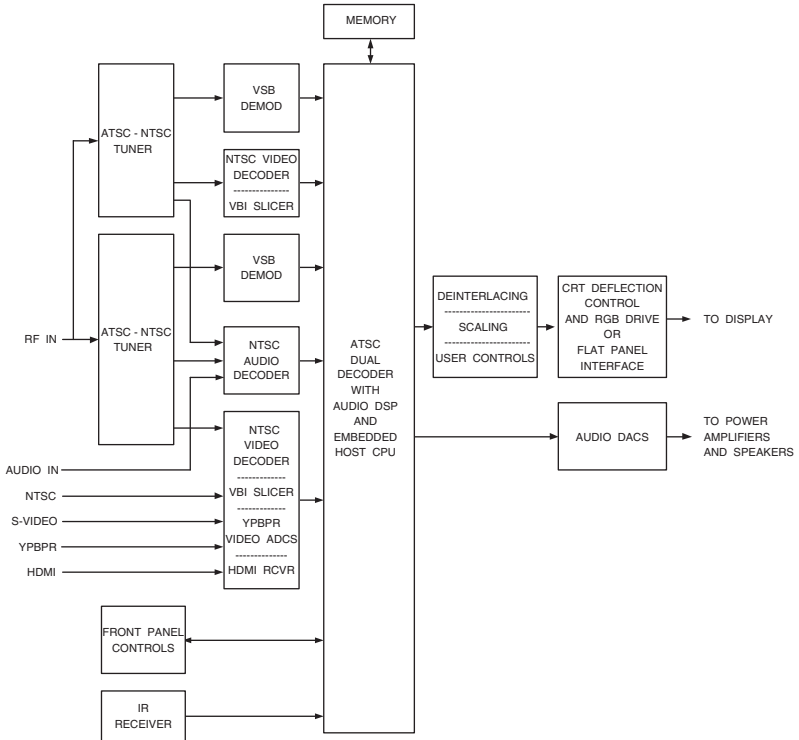 MEMORY
ATSC - NTSC
TUNER
VSB
DEMOD
NTSC VIDEO
DECODER
---------------
VBI SLICER
ATSC - NTSC
TUNER
VSB
DEMOD
RF IN
NTSC
AUDIO
DECODER
NTSC
VIDEO
DECODER
---------------
VBI SLICER
---------------
YPBPR
VIDEO ADCS
---------------
HDMI RCVR
AUDIO IN
NTSC
S-VIDEO
YPBPR
HDMI
FRONT PANEL
CONTROLS
IR
RECEIVER
ATSC
DUAL
DECODER
WITH
AUDIO DSP
AND
EMBEDDED
HOST CPU
DEINTERLACING
---------------
SCALING
---------------
USER CONTROLS
CRT DEFLECTION
CONTROL
AND RGB DRIVE
OR
FLAT PANEL
INTERFACE
TO DISPLAY
AUDIO DACS
TO POWER
AMPLIFIERS
AND SPEAKERS